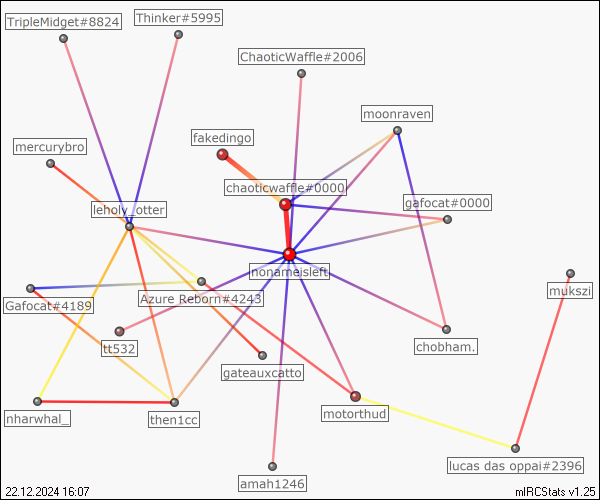 TripleMidget#8824
Thinker#5995
ChaoticWaffle#2006
moonraven
fakedingo
mercurybro
chaoticwaffle#0000
leholy_otter
gafocat#0000
nonameisleft
mukszi
Gafocat#4189
Azure Reborn#4243
tt532
chobham.
gateauxcatto
nharwhal_
then1cc
motorthud
lucas das oppai#2396
amah1246
22.12.2024 16:07
mIRCStats v1.25